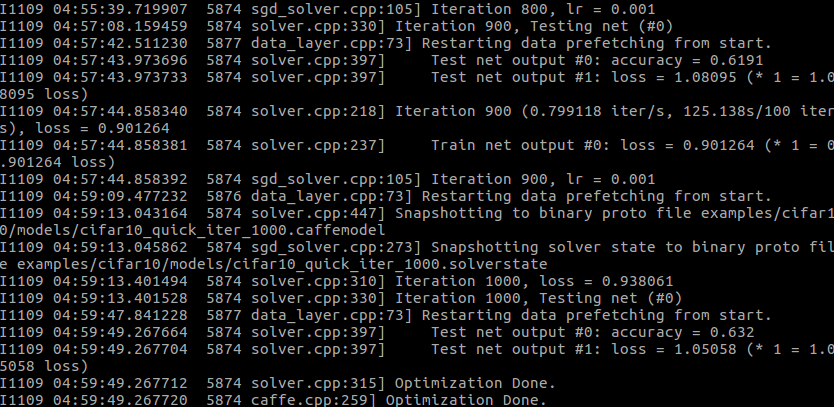 I1109 04:55:39.719907  5874 sgd_solver.cpp:105] Iteration 800, lr = 0.001
I1109 04:57:08.159459  5874 solver.cpp:330] Iteration 900, Testing net (#0)
I1109 04:57:42.511230  5877 data_layer.cpp:73] Restarting data prefetching from start.
I1109 04:57:43.973696  5874 solver.cpp:397]     Test net output #0: accuracy = 0.6191
I1109 04:57:43.973733  5874 solver.cpp:397]     Test net output #1: loss = 1.08095 (* 1 = 1.0
8095 loss)
I1109 04:57:44.858340  5874 solver.cpp:218] Iteration 900 (0.799118 iter/s, 125.138s/100 iter
s), loss = 0.901264
I1109 04:57:44.858381  5874 solver.cpp:237]     Train net output #0: loss = 0.901264 (* 1 = 0
.901264 loss)
I1109 04:57:44.858392  5874 sgd_solver.cpp:105] Iteration 900, lr = 0.001
I1109 04:59:09.477232  5876 data_layer.cpp:73] Restarting data prefetching from start.
I1109 04:59:13.043164  5874 solver.cpp:447] Snapshotting to binary proto file examples/cifar1
0/models/cifar10_quick_iter_1000.caffemodel
I1109 04:59:13.045862  5874 sgd_solver.cpp:273] Snapshotting solver state to binary proto fil
e examples/cifar10/models/cifar10_quick_iter_1000.solverstate
I1109 04:59:13.401494  5874 solver.cpp:310] Iteration 1000, loss = 0.938061
I1109 04:59:13.401528  5874 solver.cpp:330] Iteration 1000, Testing net (#0)
I1109 04:59:47.841228  5877 data_layer.cpp:73] Restarting data prefetching from start.
I1109 04:59:49.267664  5874 solver.cpp:397]     Test net output #0: accuracy = 0.632
I1109 04:59:49.267704  5874 solver.cpp:397]     Test net output #1: loss = 1.05058 (* 1 = 1.0
5058 loss)
I1109 04:59:49.267712  5874 solver.cpp:315] Optimization Done.
I1109 04:59:49.267720  5874 caffe.cpp:259] Optimization Done.